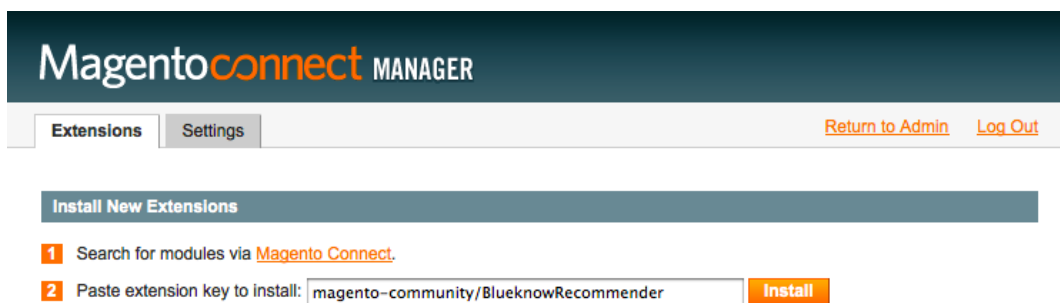 Magentoconnect MANAGER
Extensions Settings Return to Admin Log Out
Install New Extensions
1 Search for modules via Magento Connect.
2 Paste extension key to install: magento-community/BlueknowRecommender Install